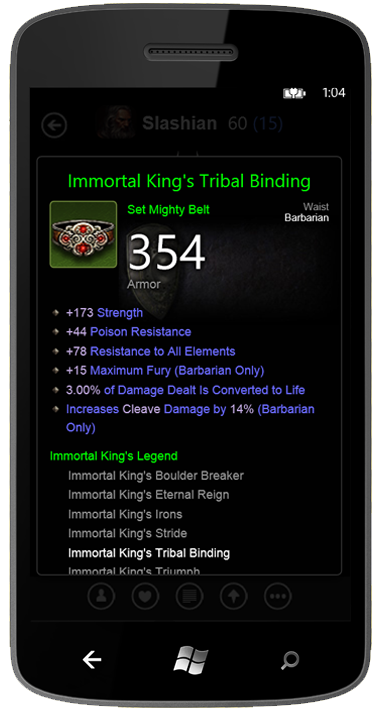 1:04
Slashian 60 (15)
Immortal King's Tribal Binding
Set Mighty Belt
Waist
Barbarian
354
Armor
+173 Strength
+44 Poison Resistance
+78 Resistance to All Elements
+15 Maximum Fury (Barbarian Only)
3.00% of Damage Dealt Is Converted to Life
Increases Cleave Damage by 14% (Barbarian
Only)
Immortal King's Legend
Immortal King's Boulder Breaker
Immortal King's Eternal Reign
Immortal King's Irons
Immortal King's Stride
Immortal King's Tribal Binding
Immortal King's Triumph